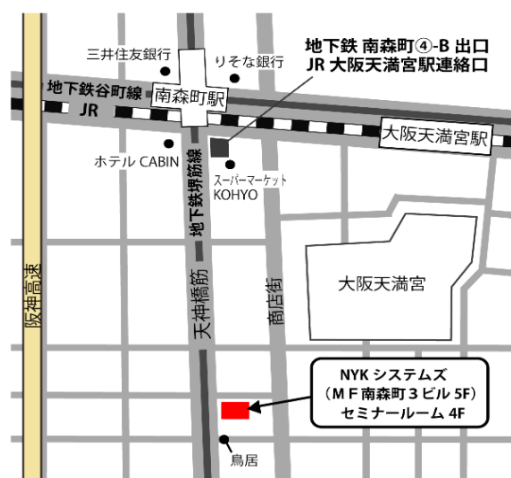 三井住友銀行
りそな銀行
地下鉄 南森町④-B 出口
JR 大阪天満宮駅連絡口
地下鉄谷町線
JR
南森町駅
大阪天満宮駅
ホテル CABIN
スーパーマーケット
KOHYO
地下鉄堺筋線
阪神高速
天神橋筋
商店街
大阪天満宮
NYK システムズ
（ＭＦ南森町３ビル 5F）
セミナールーム 4F
鳥居